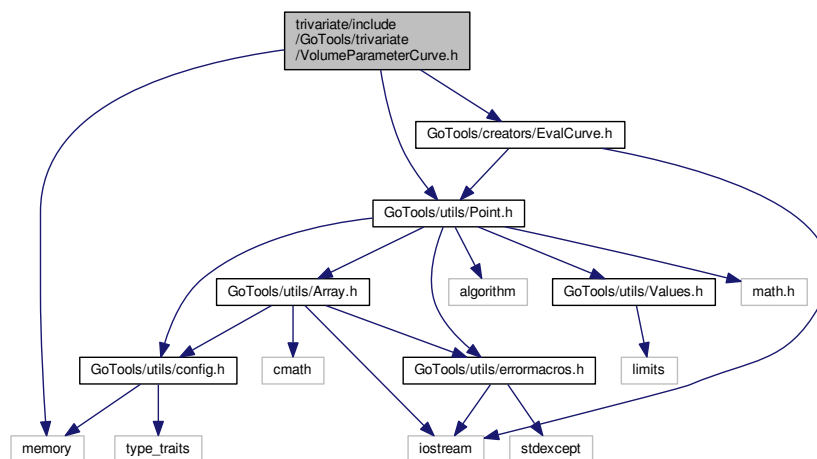 trivariate/include
/GoTools/trivariate
/VolumeParameterCurve.h
GoTools/creators/EvalCurve.h
GoTools/utils/Point.h
GoTools/utils/Array.h
algorithm
GoTools/utils/Values.h
math.h
GoTools/utils/config.h
cmath
GoTools/utils/errormacros.h
limits
memory
type_traits
iostream
stdexcept